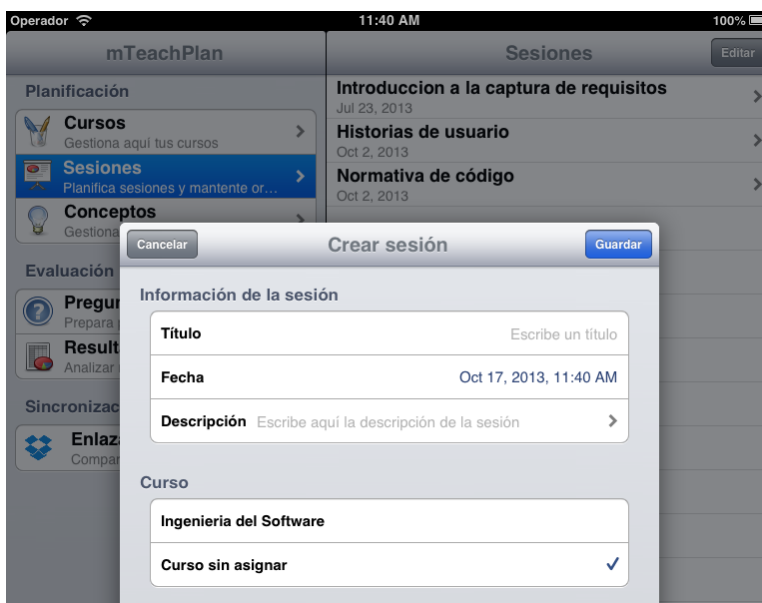 Operador 11:40 AM 100%
mTeachPlan
Sesiones
Editar
Planificación
Cursos
Gestiona aquí tus cursos
Sesiones
Planifica sesiones y mantente or...
Conceptos
Gestiona
Evaluación
Pregun
Prepara
Result
Analizar
Sincronizac
Enlaza
Compar
Introduccion a la captura de requisitos
Jul 23, 2013
Historias de usuario
Oct 2, 2013
Normativa de código
Oct 2, 2013
Cancelar
Crear sesión
Guardar
Información de la sesión
Título Escribe un título
Fecha Oct 17, 2013, 11:40 AM
Descripción Escribe aquí la descripción de la sesión
Curso
Ingenieria del Software
Curso sin asignar